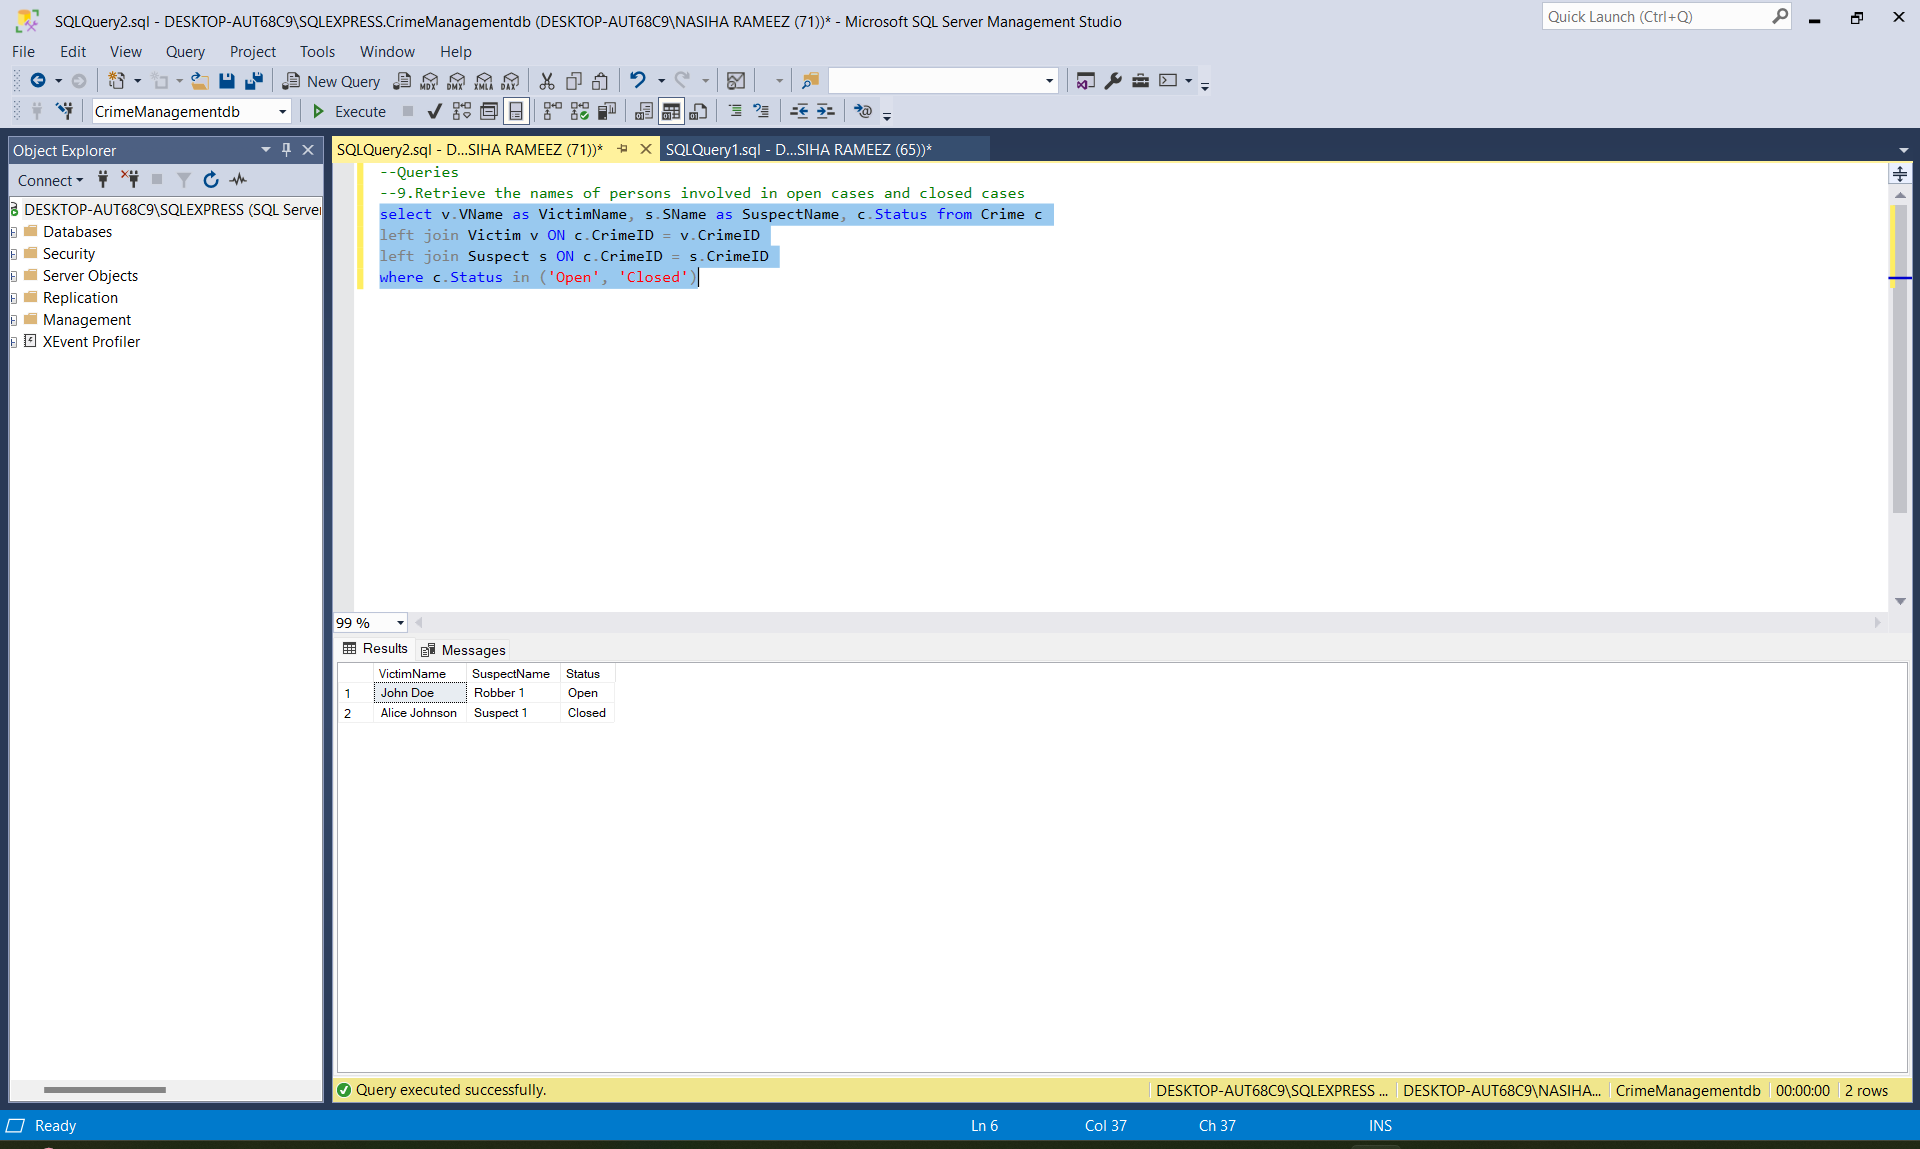 SQLQuery2.sql - DESKTOP-AUT68C9\SQLEXPRESS.CrimeManagementdb (DESKTOP-AUT68C9\NASIHA RAMEEZ (71))* - Microsoft SQL Server Management Studio
Quick Launch (Ctrl+Q)
File Edit View Query Project Tools Window Help
New Query MDX DMX XMLA DAX
CrimeManagementdb Execute
Object Explorer
SQLQuery2.sql - D...SIHA RAMEEZ (71))* SQLQuery1.sql - D...SIHA RAMEEZ (65))*
Connect
DESKTOP-AUT68C9\SQLEXPRESS (SQL Server
Databases
Security
Server Objects
Replication
Management
XEvent Profiler
--Queries
--9.Retrieve the names of persons involved in open cases and closed cases
select v.VName as VictimName, s.SName as SuspectName, c.Status from Crime c
left join Victim v ON c.CrimeID = v.CrimeID
left join Suspect s ON c.CrimeID = s.CrimeID
where c.Status in ('Open', 'Closed')
99 %
Results Messages
VictimName SuspectName Status
1 John Doe Robber 1 Open
2 Alice Johnson Suspect 1 Closed
Query executed successfully. DESKTOP-AUT68C9\SQLEXPRESS ... DESKTOP-AUT68C9\NASIHA... CrimeManagementdb 00:00:00 2 rows
Ready Ln 6 Col 37 Ch 37 INS